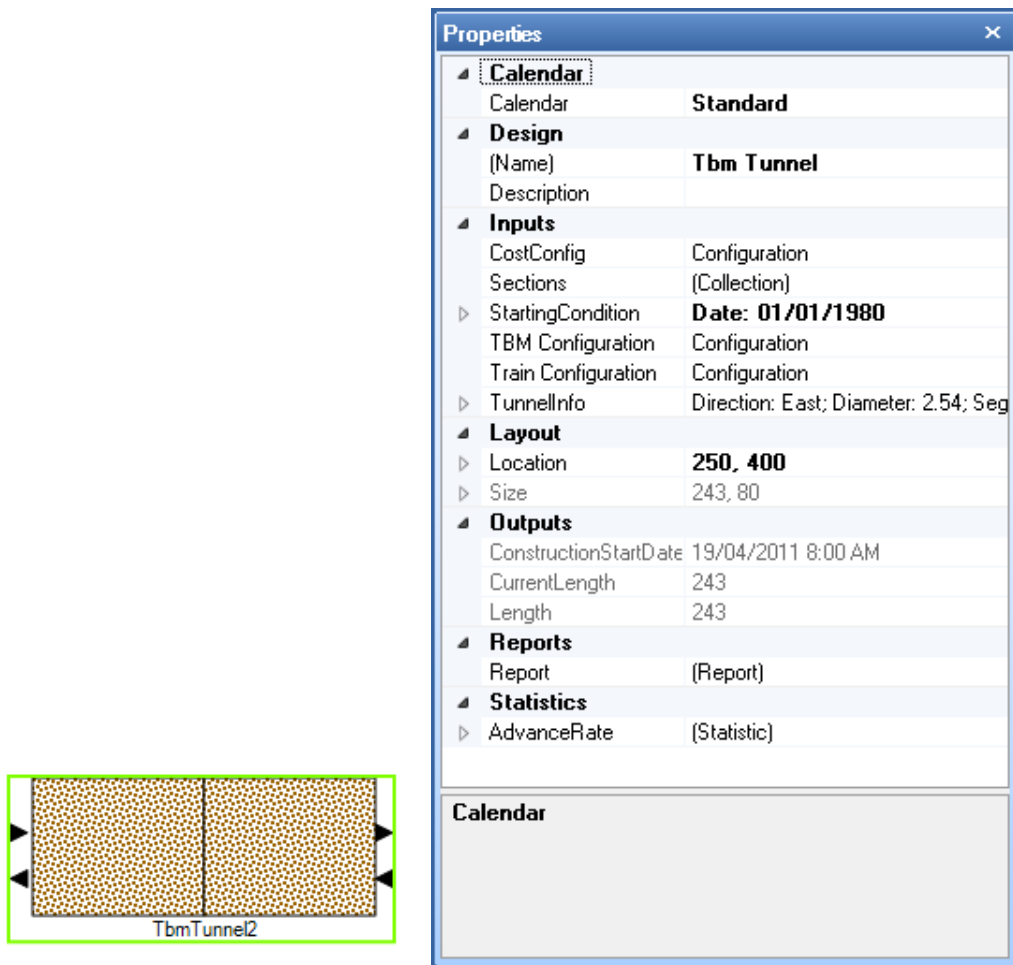 Properties
Calendar
Calendar Standard
Design
(Name) Tbm Tunnel
Description
Inputs
CostConfig Configuration
Sections (Collection)
StartingCondition Date: 01/01/1980
TBM Configuration Configuration
Train Configuration Configuration
TunnelInfo Direction: East; Diameter: 2.54; Seg
Layout
Location 250, 400
Size 243, 80
Outputs
ConstructionStartDate 19/04/2011 8:00 AM
CurrentLength 243
Length 243
Reports
Report (Report)
Statistics
AdvanceRate (Statistic)
Calendar
TbmTunnel2